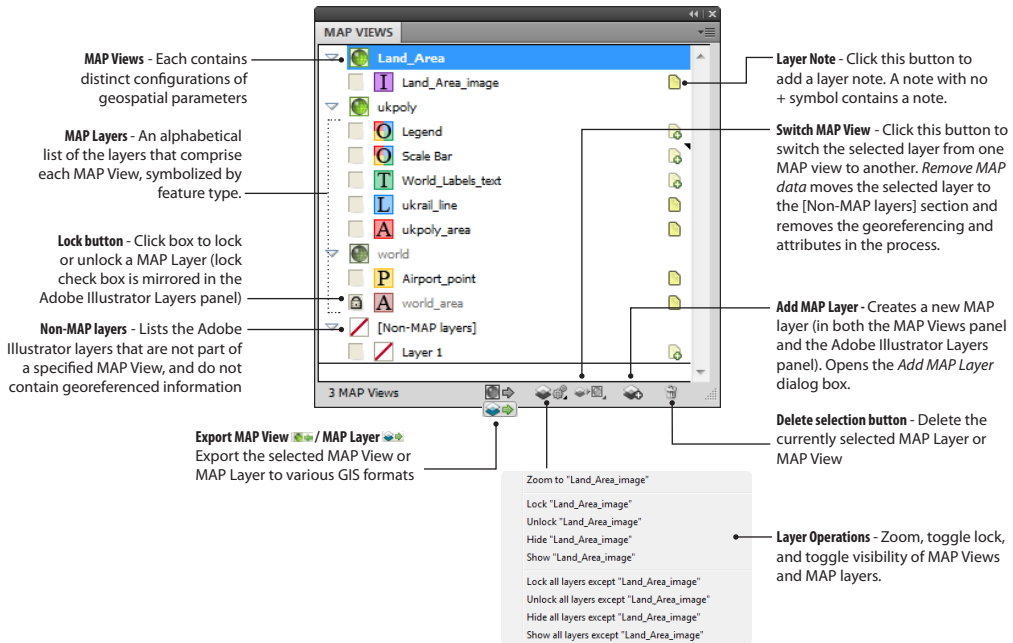 MAP VIEWS
Land_Area
Land_Area_image
ukpoly
Legend
Scale Bar
World_Labels_text
ukrail_line
ukpoly_area
world
Airport_point
world_area
[Non-MAP layers]
Layer 1
3 MAP Views
I
O
O
T
L
A
P
A
MAP Views - Each contains
distinct configurations of
geospatial parameters
MAP Layers - An alphabetical
list of the layers that comprise
each MAP View, symbolized by
feature type.
Lock button - Click box to lock
or unlock a MAP Layer (lock
check box is mirrored in the
Adobe Illustrator Layers panel)
Non-MAP layers - Lists the Adobe
Illustrator layers that are not part of
a specified MAP View, and do not
contain georeferenced information
Export MAP View / MAP Layer
Export the selected MAP View or
MAP Layer to various GIS formats
Layer Note - Click this button to
add a layer note. A note with no
+ symbol contains a note.
Switch MAP View - Click this button to
switch the selected layer from one
MAP view to another. Remove MAP
data moves the selected layer to
the [Non-MAP layers] section and
removes the georeferencing and
attributes in the process.
Add MAP Layer - Creates a new MAP
layer (in both the MAP Views panel
and the Adobe Illustrator Layers
panel). Opens the Add MAP Layer
dialog box.
Delete selection button - Delete the
currently selected MAP Layer or
MAP View
Zoom to "Land_Area_image"
Lock "Land_Area_image"
Unlock "Land_Area_image"
Hide "Land_Area_image"
Show "Land_Area_image"
Lock all layers except "Land_Area_image"
Unlock all layers except "Land_Area_image"
Hide all layers except "Land_Area_image"
Show all layers except "Land_Area_image"
Layer Operations - Zoom, toggle lock,
and toggle visibility of MAP Views
and MAP layers.